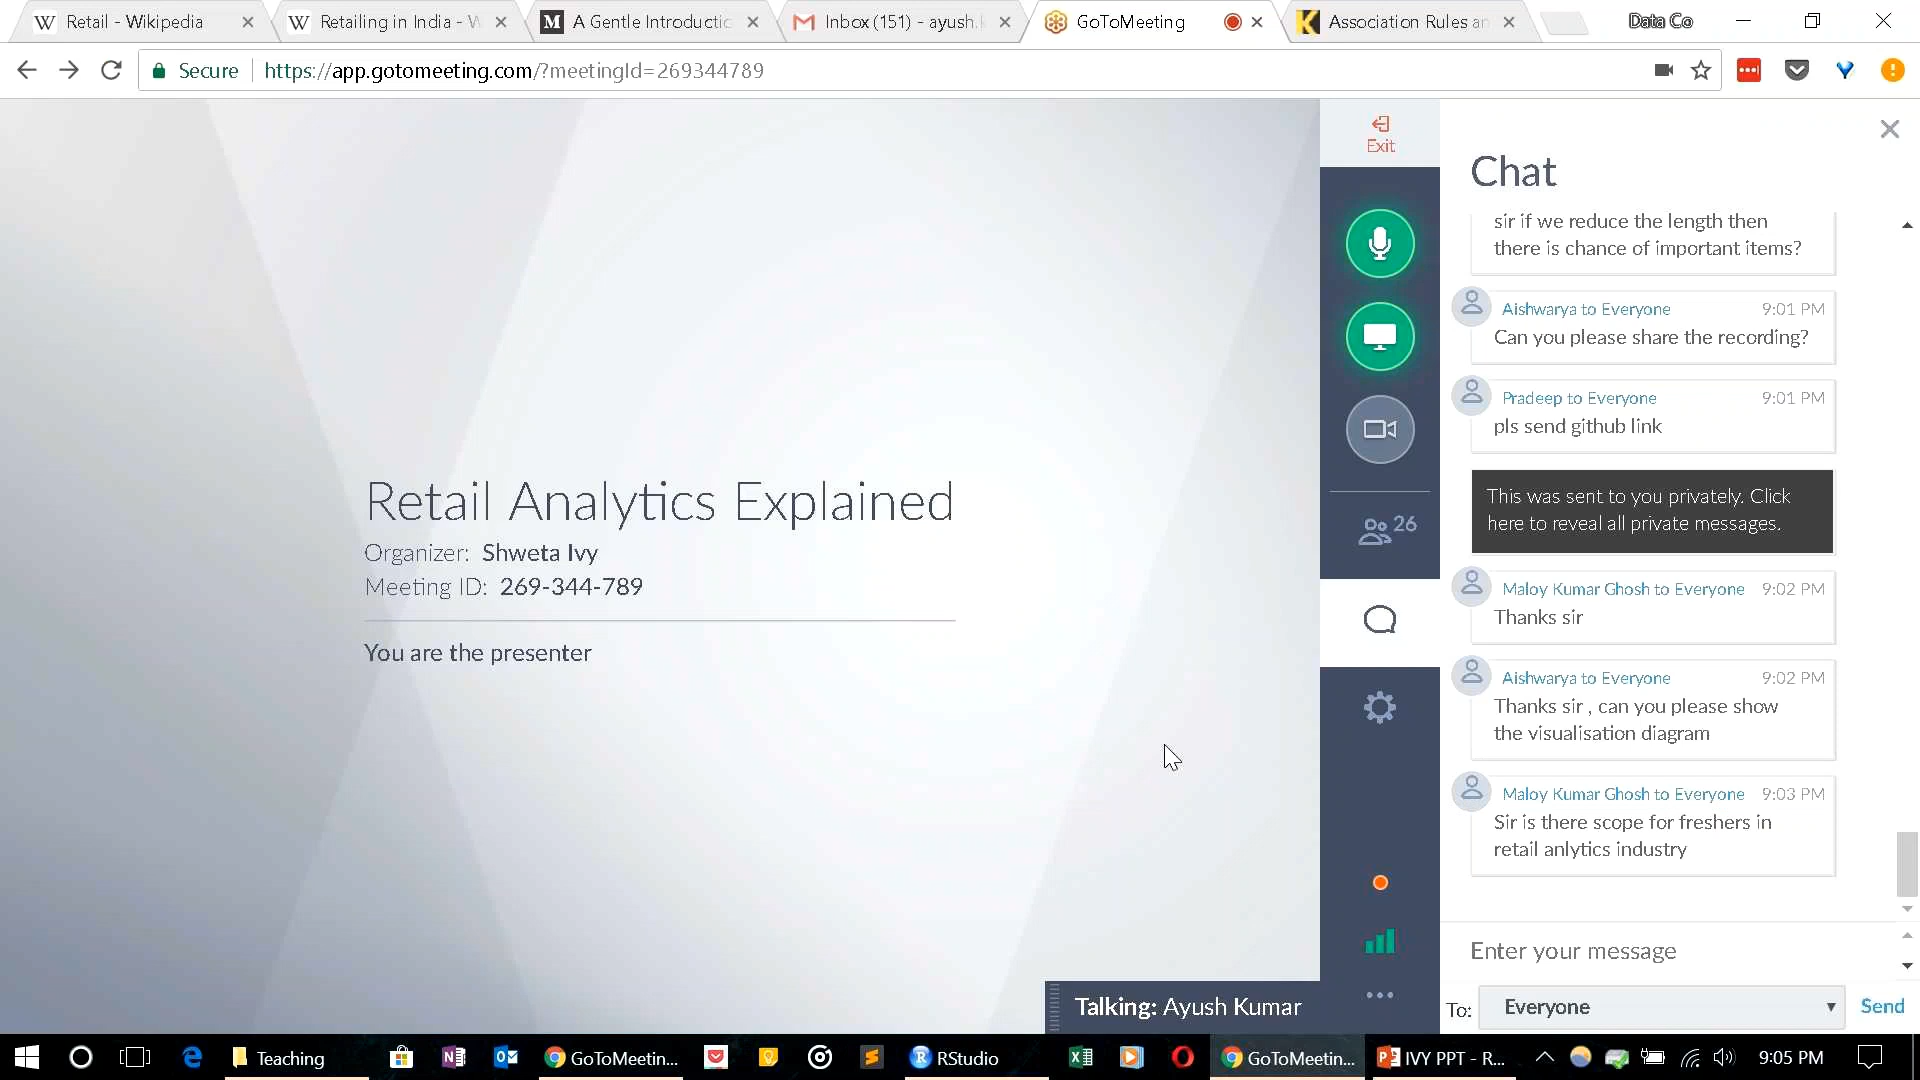 Retail - Wikipedia
Retailing in India - W
A Gentle Introductic
Inbox (151) - ayush.k
GoToMeeting
Association Rules an
Data Co
Secure
https://app.gotomeeting.com/?meetingId=269344789
Exit
Chat
sir if we reduce the length then
there is chance of important items?
Aishwarya to Everyone 9:01 PM
Can you please share the recording?
Pradeep to Everyone 9:01 PM
pls send github link
This was sent to you privately. Click
here to reveal all private messages.
Maloy Kumar Ghosh to Everyone 9:02 PM
Thanks sir
Aishwarya to Everyone 9:02 PM
Thanks sir , can you please show
the visualisation diagram
Maloy Kumar Ghosh to Everyone 9:03 PM
Sir is there scope for freshers in
retail anlytics industry
26
Retail Analytics Explained
Organizer: Shweta Ivy
Meeting ID: 269-344-789
You are the presenter
Talking: Ayush Kumar
Enter your message
To: Everyone
Send
Teaching
GoToMeetin...
RStudio
GoToMeetin...
IVY PPT - R...
9:05 PM